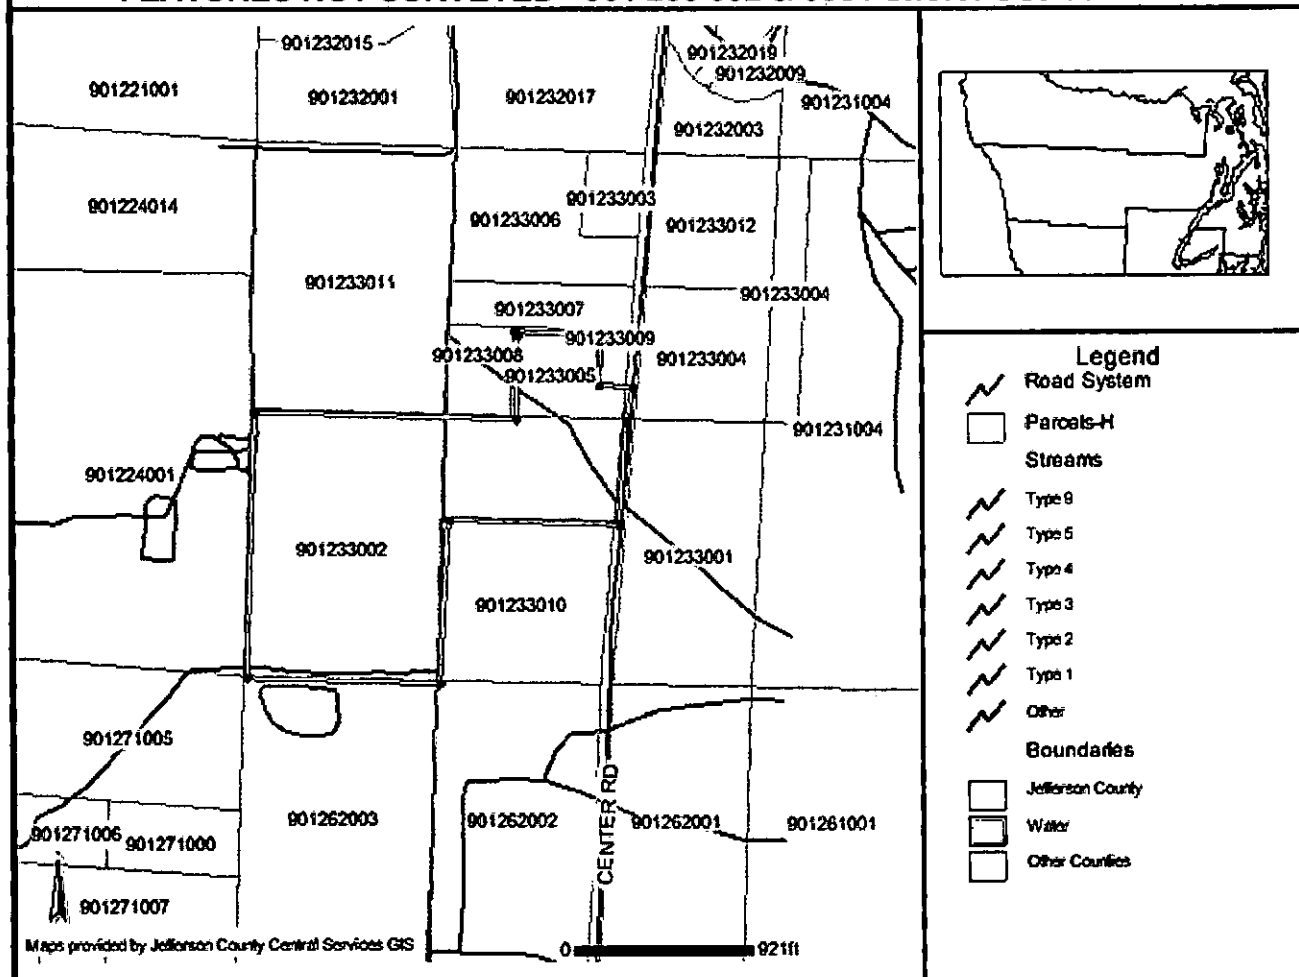 901232015
901232019
901232009
901221001
901232001
901232017
901231004
901232003
901224014
901233003
901233006
901233012
901233011
901233004
901233007
901233009
901233008
901233004
901233005
901231004
901224001
901233002
901233001
901233010
901271005
901262003
901262002
901262001
901261001
901271006
901271000
CENTER RD
901271007
Maps provided by Jefferson County Central Services GIS
0 921ft
Legend
Road System
Parcels-H
Streams
Type 9
Type 5
Type 4
Type 3
Type 2
Type 1
Other
Boundaries
Jefferson County
Water
Other Counties